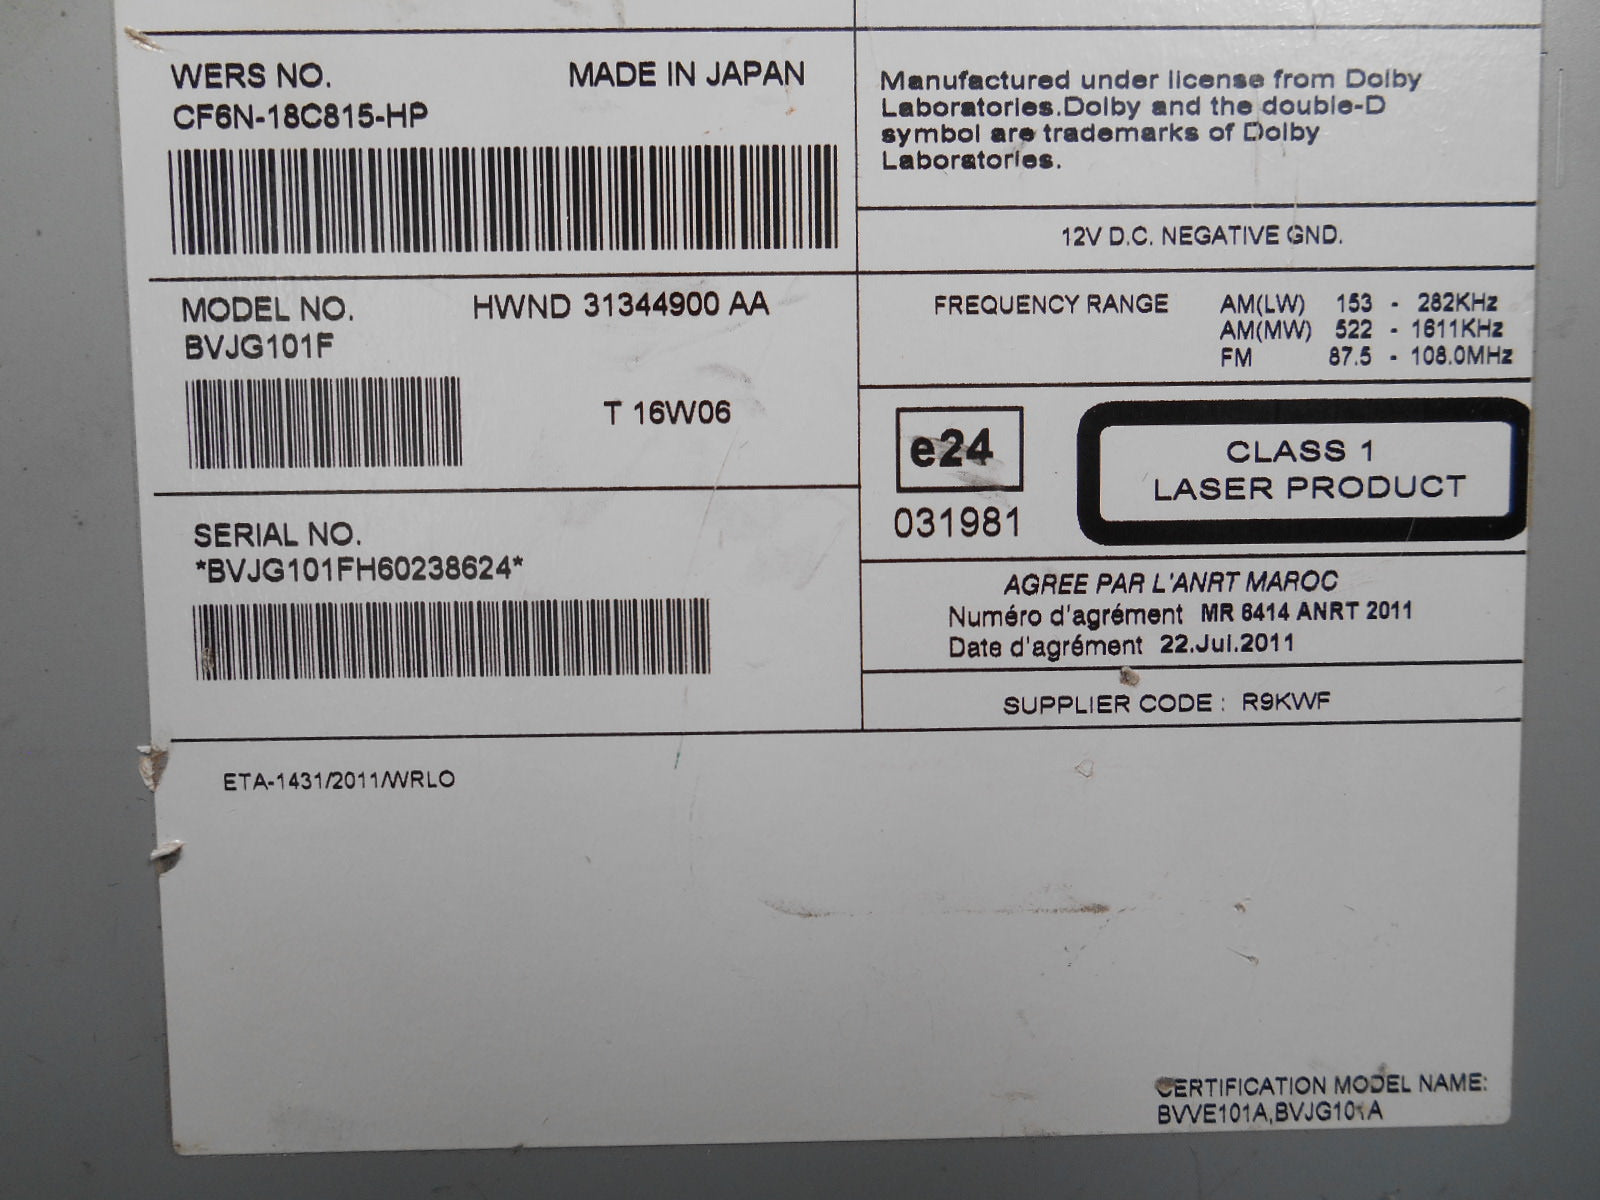 WERS NO. MADE IN JAPAN
CF6N-18C815-HP
MODEL NO. HWND 31344900 AA
BVJG101F
T 16W06
SERIAL NO.
*BVJG101FH60238624*
Manufactured under license from Dolby
Laboratories.Dolby and the double-D
symbol are trademarks of Dolby
Laboratories.
12V D.C. NEGATIVE GND.
FREQUENCY RANGE AM(LW) 153 - 282KHz
AM(MW) 522 - 1611KHz
FM 87.5 - 108.0MHz
e24
031981
CLASS 1
LASER PRODUCT
AGREE PAR L'ANRT MAROC
Numéro d'agrément MR 6414 ANRT 2011
Date d'agrément 22.Jul.2011
SUPPLIER CODE : R9KWF
ETA-1431/2011/WRLO
CERTIFICATION MODEL NAME:
BVVE101A,BVJG101A